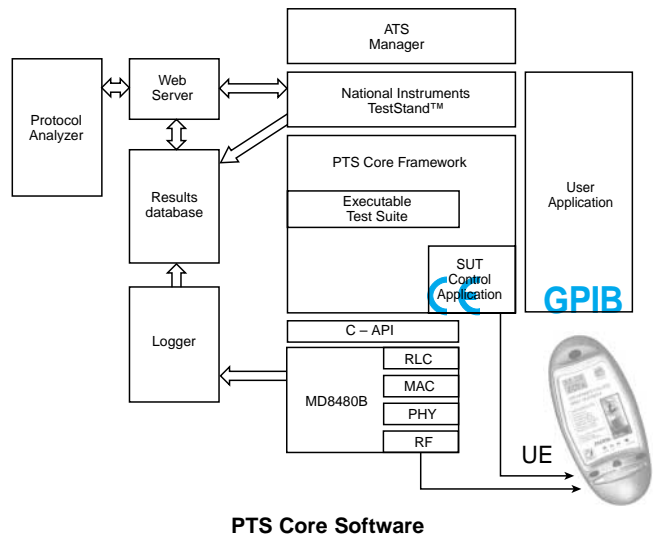 ATS
Manager
Web
Server
National Instruments
TestStand™
Protocol
Analyzer
PTS Core Framework
Results
database
Executable
Test Suite
User
Application
SUT
Control
Application
CE
GPIB
C – API
Logger
RLC
MAC
MD8480B
PHY
RF
UE
PTS Core Software